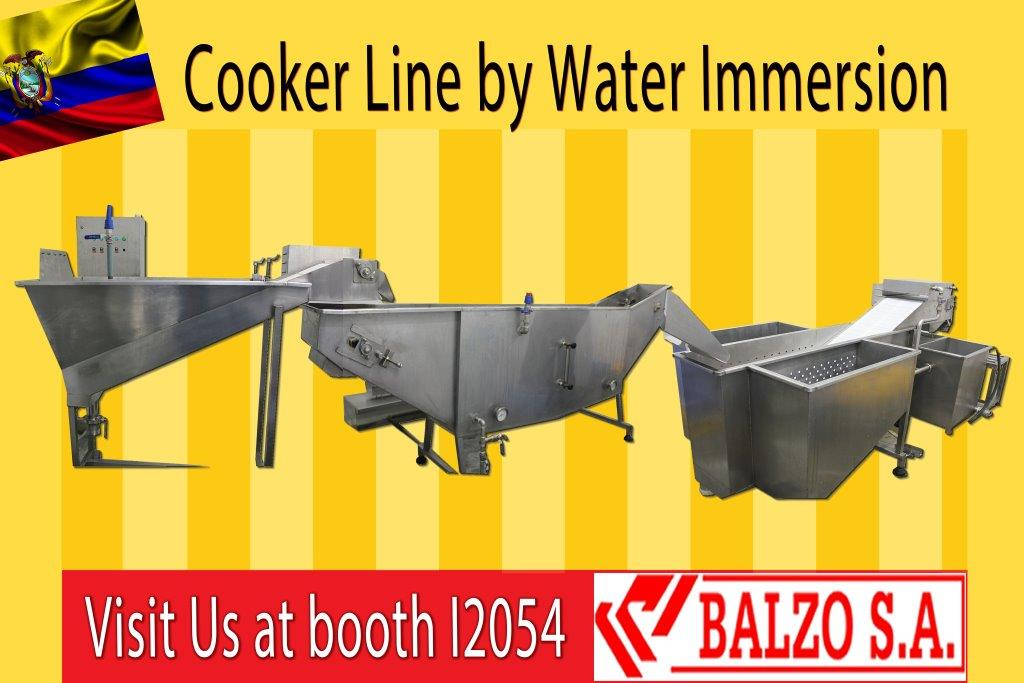 Cooker Line by Water Immersion
Visit Us at booth I2054
BALZO S.A.